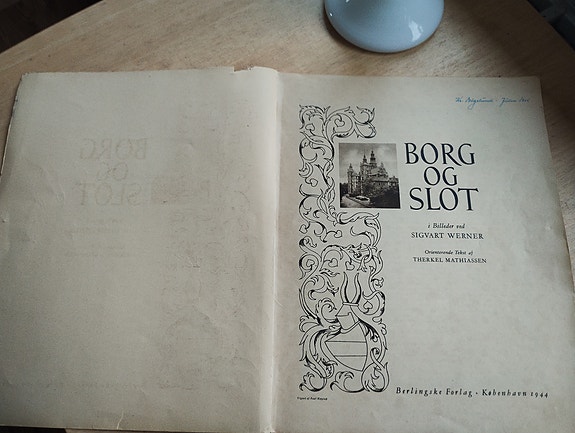 BORG
OG
SLOT
i Billeder ved
SIGVART WERNER
Orienterende Tekst af
THERKEL MATHIASSEN
Berlingske Forlag · København 1944